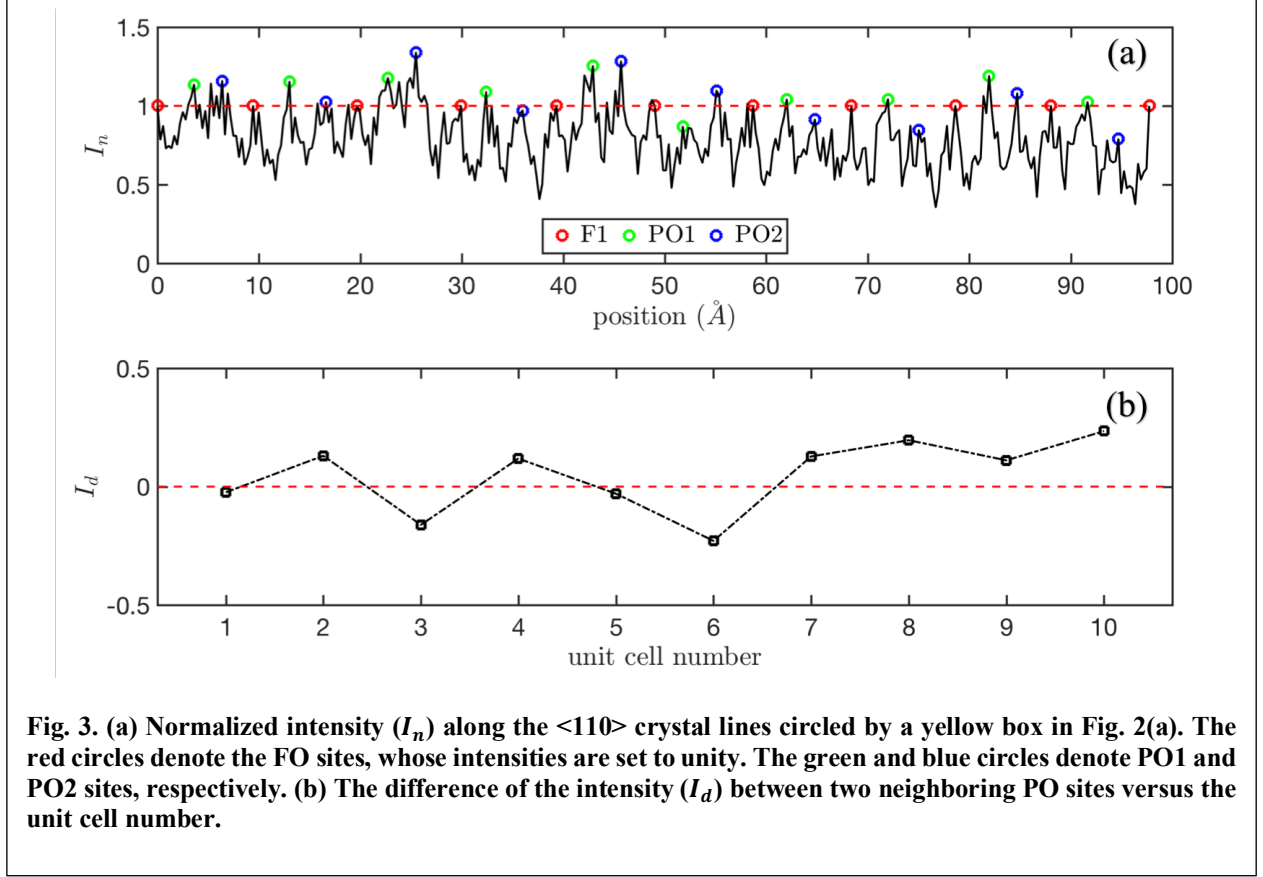 1.5
(a)
1
I_n
0.5
F1 PO1 PO2
0
0 10 20 30 40 50 60 70 80 90 100
position (Å)
0.5
(b)
I_d
0
-0.5
1 2 3 4 5 6 7 8 9 10
unit cell number
Fig. 3. (a) Normalized intensity (I_n) along the <110> crystal lines circled by a yellow box in Fig. 2(a). The
red circles denote the FO sites, whose intensities are set to unity. The green and blue circles denote PO1 and
PO2 sites, respectively. (b) The difference of the intensity (I_d) between two neighboring PO sites versus the
unit cell number.